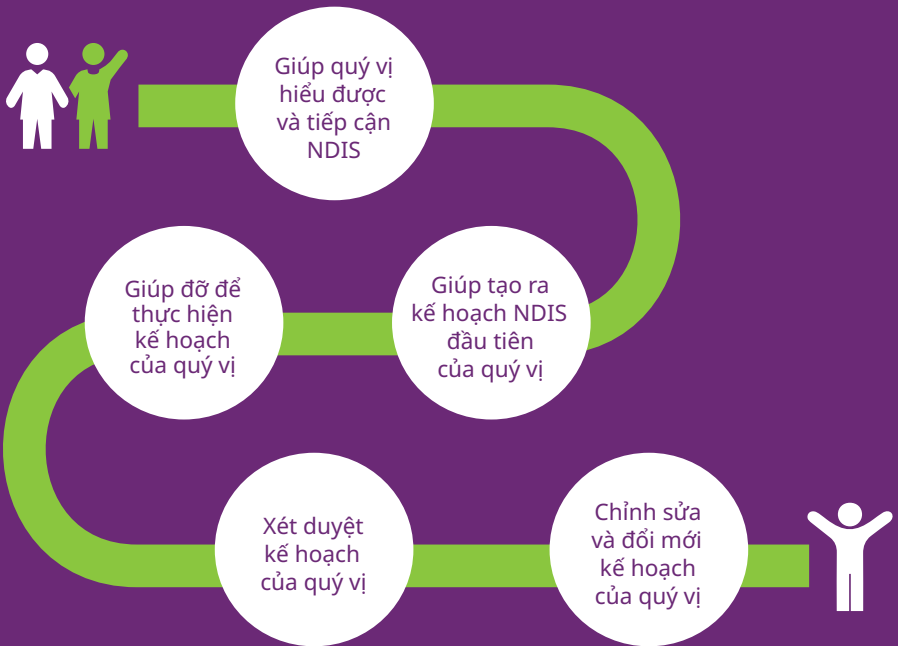 Giúp quý vị
hiểu được
và tiếp cận
NDIS
Giúp tạo ra
kế hoạch NDIS
đầu tiên
của quý vị
Giúp đỡ để
thực hiện
kế hoạch
của quý vị
Xét duyệt
kế hoạch
của quý vị
Chỉnh sửa
và đổi mới
kế hoạch
của quý vị